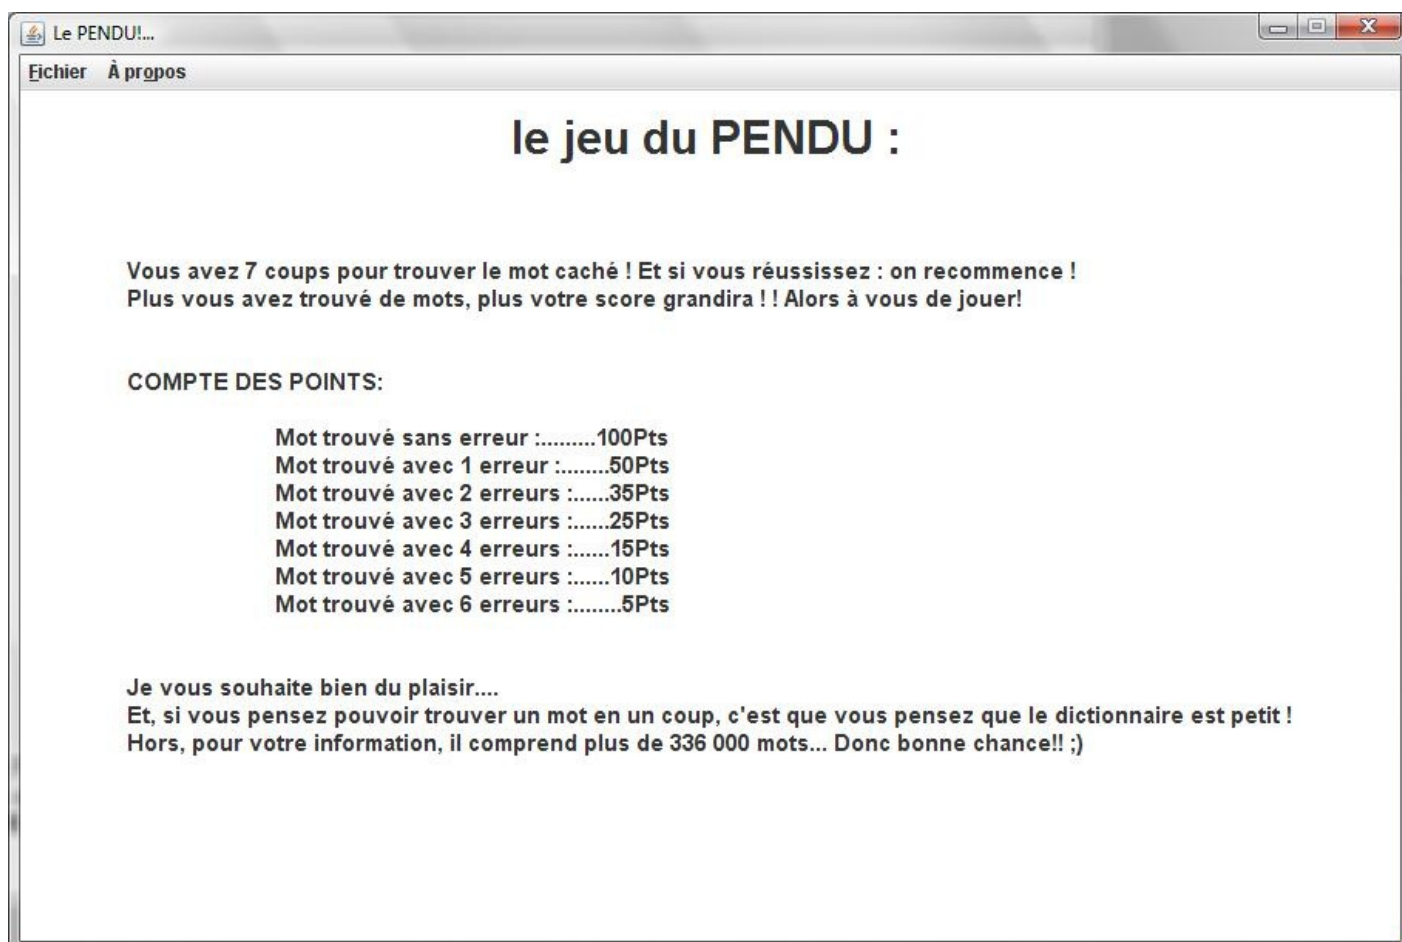 Le PENDU!...
Fichier À propos
le jeu du PENDU :
Vous avez 7 coups pour trouver le mot caché ! Et si vous réussissez : on recommence !
Plus vous avez trouvé de mots, plus votre score grandira ! ! Alors à vous de jouer!
COMPTE DES POINTS:
Mot trouvé sans erreur :.........100Pts
Mot trouvé avec 1 erreur :........50Pts
Mot trouvé avec 2 erreurs :......35Pts
Mot trouvé avec 3 erreurs :......25Pts
Mot trouvé avec 4 erreurs :......15Pts
Mot trouvé avec 5 erreurs :......10Pts
Mot trouvé avec 6 erreurs :........5Pts
Je vous souhaite bien du plaisir....
Et, si vous pensez pouvoir trouver un mot en un coup, c'est que vous pensez que le dictionnaire est petit !
Hors, pour votre information, il comprend plus de 336 000 mots... Donc bonne chance!! ;)